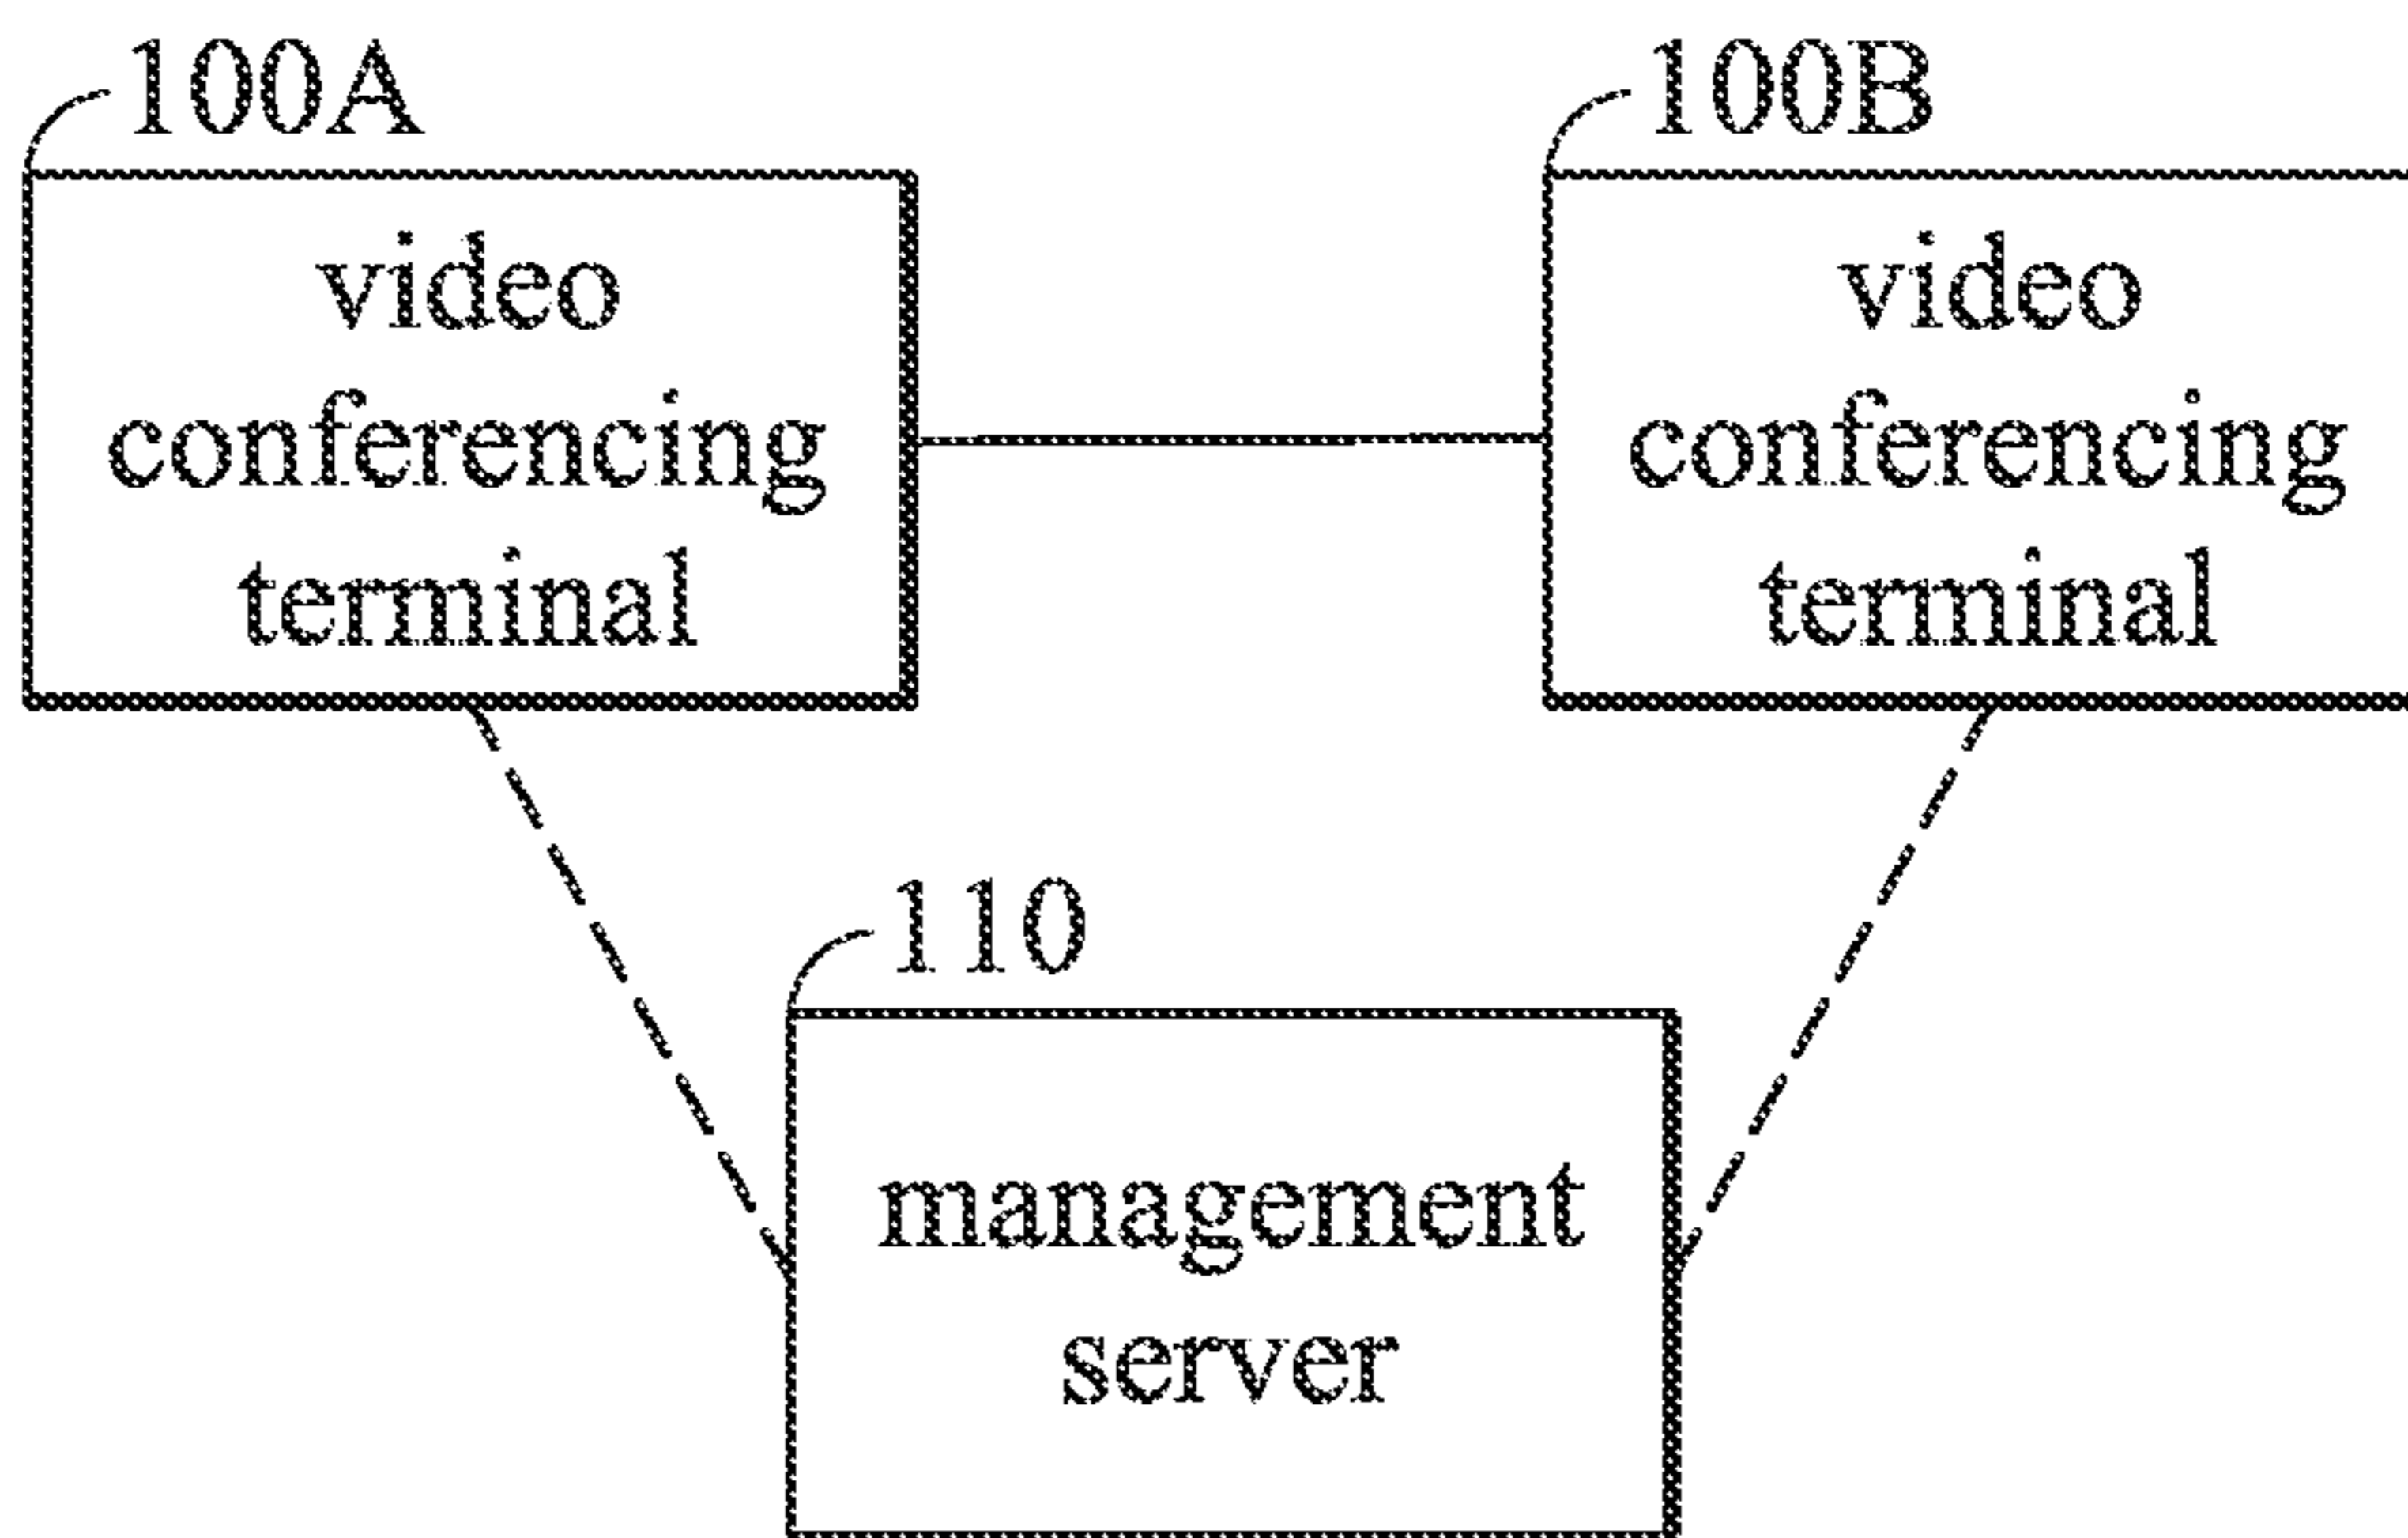 100A
video
conferencing
terminal
100B
video
conferencing
terminal
110
management
server